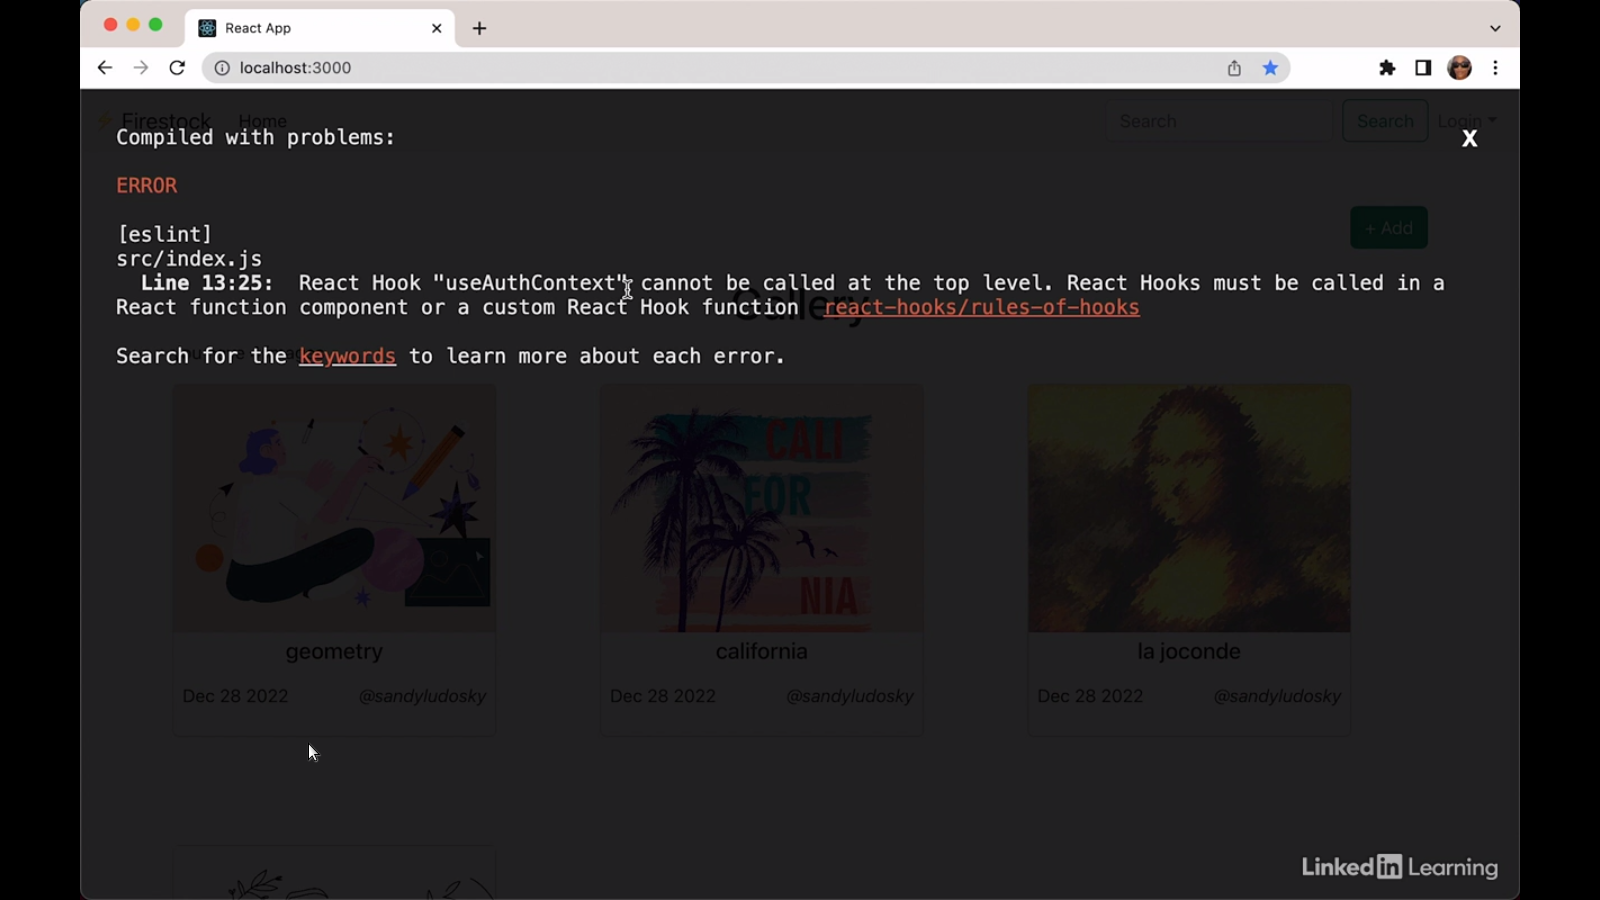 React App
localhost:3000
Firestock Home Search Search Login
Compiled with problems: X
ERROR
+ Add
[eslint]
src/index.js
Line 13:25: React Hook "useAuthContext" cannot be called at the top level. React Hooks must be called in a
React function component or a custom React Hook function react-hooks/rules-of-hooks
Gallery
Search for the keywords to learn more about each error.
CALI
FOR
NIA
geometry california la joconde
Dec 28 2022 @sandyludosky Dec 28 2022 @sandyludosky Dec 28 2022 @sandyludosky
Linked in Learning